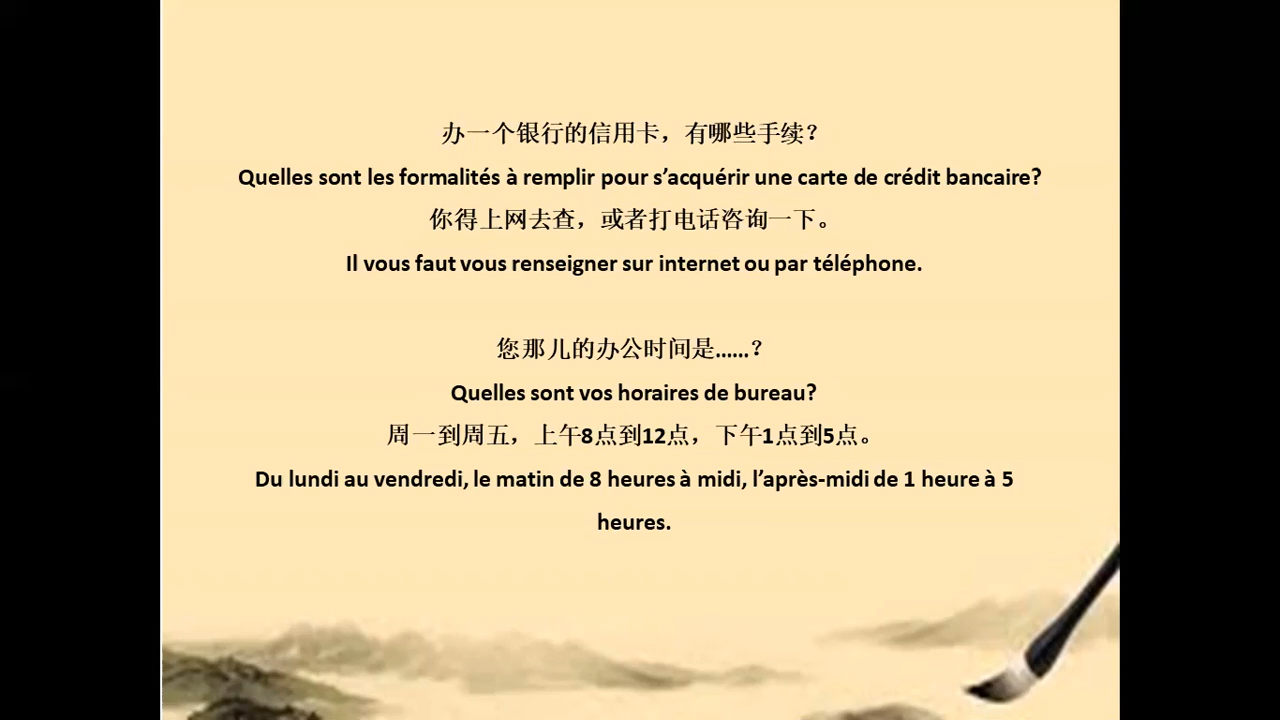 办一个银行的信用卡，有哪些手续？
Quelles sont les formalités à remplir pour s’acquérir une carte de crédit bancaire?
你得上网去查，或者打电话咨询一下。
Il vous faut vous renseigner sur internet ou par téléphone.
您那儿的办公时间是......？
Quelles sont vos horaires de bureau?
周一到周五，上午8点到12点，下午1点到5点。
Du lundi au vendredi, le matin de 8 heures à midi, l’après-midi de 1 heure à 5
heures.